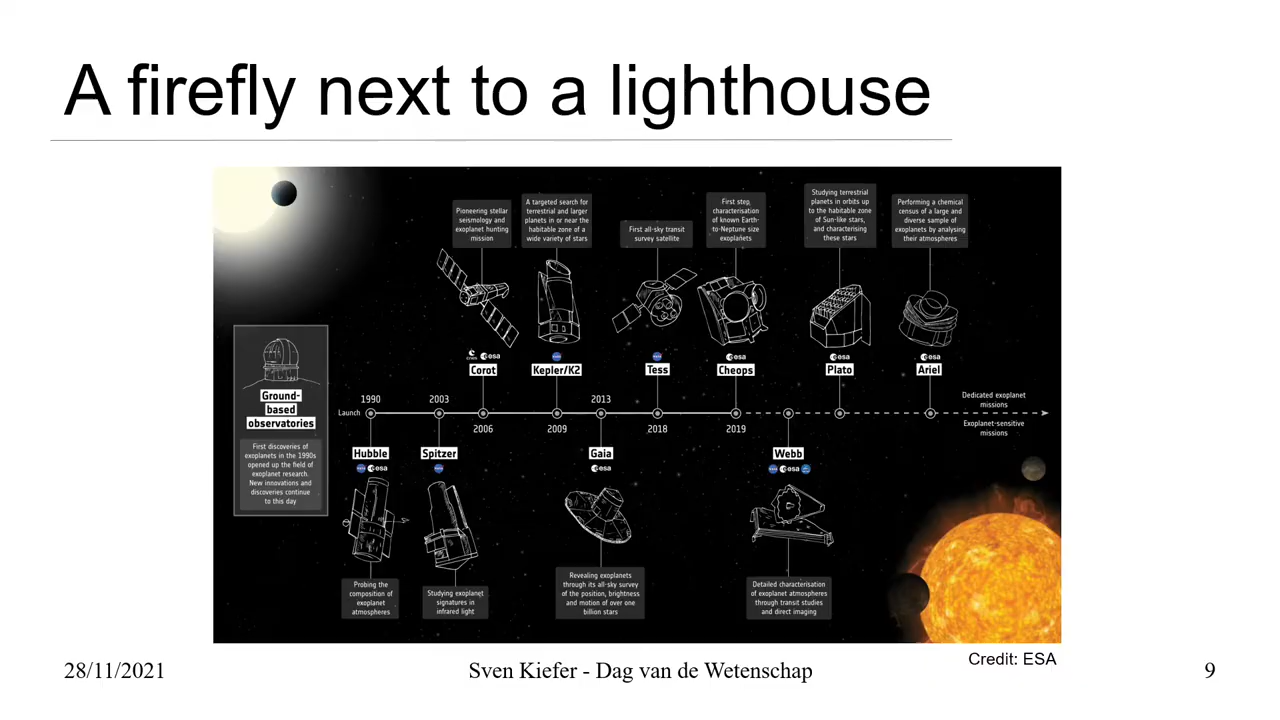 A firefly next to a lighthouse
Pioneering stellar
seismology and
exoplanet hunting
mission
A targeted search for
terrestrial and larger
planets in or near the
habitable zone of a
wide variety of stars
First all-sky transit
survey satellite
First step
characterisation
of known Earth-
to-Neptune size
exoplanets
Studying terrestrial
planets in orbits up
to the habitable zone
of Sun-like stars,
and characterising
these stars
Performing a chemical
census of a large and
diverse sample of
exoplanets by analysing
their atmospheres
cnes esa
esa
esa
esa
Corot
Kepler/K2
Tess
Cheops
Plato
Ariel
Ground-
based
observatories
First discoveries of
exoplanets in the 1990s
opened up the field of
exoplanet research.
New innovations and
discoveries continue
to this day
1990
2003
2013
Dedicated exoplanet
missions
Launch
2006
2009
2018
2019
Exoplanet-sensitive
missions
Hubble
Spitzer
Gaia
Webb
esa
esa
esa
Probing the
composition of
exoplanet
atmospheres
Studying exoplanet
signatures in
infrared light
Revealing exoplanets
through its all-sky survey
of the position, brightness
and motion of over one
billion stars
Detailed characterisation
of exoplanet atmospheres
through transit studies
and direct imaging
Credit: ESA
28/11/2021
Sven Kiefer - Dag van de Wetenschap
9